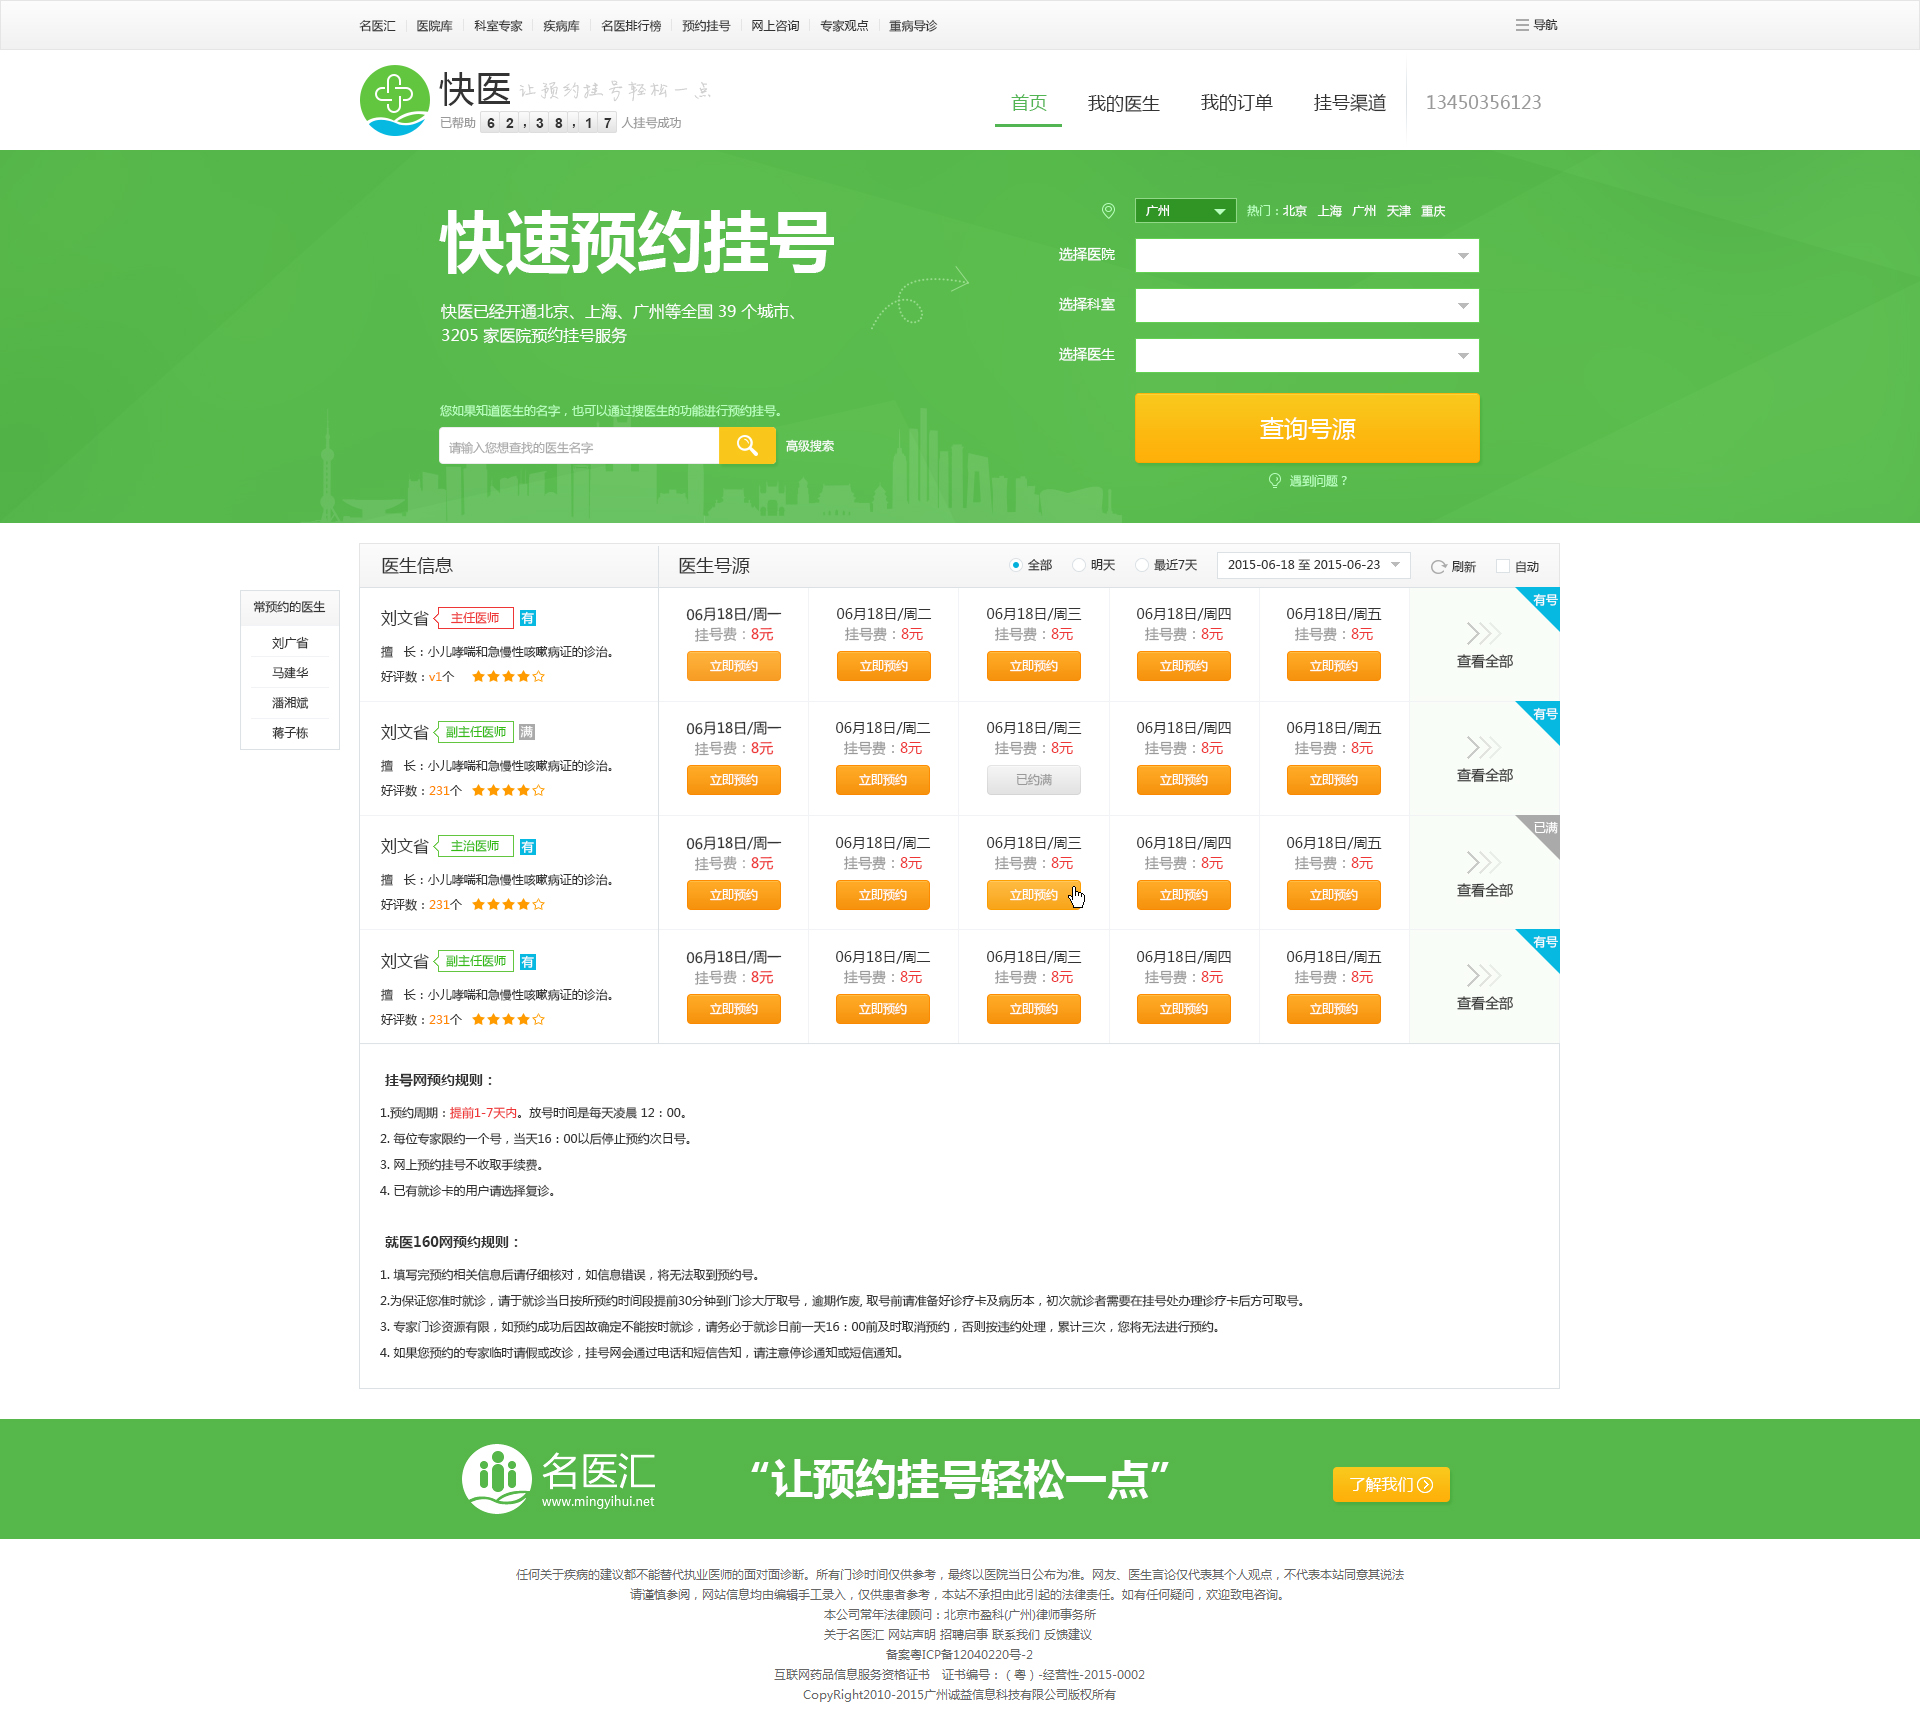 名医汇 医院库 科室专家 疾病库 名医排行榜 预约挂号 网上咨询 专家观点 重病导诊 导航
快医 让预约挂号轻松一点
已帮助 62,38,17 人挂号成功
首页 我的医生 我的订单 挂号渠道 13450356123
快速预约挂号
快医已经开通北京、上海、广州等全国 39 个城市、
3205 家医院预约挂号服务
您如果知道医生的名字，也可以通过搜医生的功能进行预约挂号。
请输入您想查找的医生名字 高级搜索
广州 热门：北京 上海 广州 天津 重庆
选择医院
选择科室
选择医生
查询号源
遇到问题？
常预约的医生
刘广省
马建华
潘湘斌
蒋子栋
医生信息 医生号源 全部 明天 最近7天 2015-06-18 至 2015-06-23 刷新 自动
刘文省 主任医师 有
擅 长：小儿哮喘和急慢性咳嗽病证的诊治。
好评数：v1个
06月18日/周一 06月18日/周二 06月18日/周三 06月18日/周四 06月18日/周五 有号
挂号费：8元 挂号费：8元 挂号费：8元 挂号费：8元 挂号费：8元
立即预约 立即预约 立即预约 立即预约 立即预约 查看全部
刘文省 副主任医师 满
擅 长：小儿哮喘和急慢性咳嗽病证的诊治。
好评数：231个
06月18日/周一 06月18日/周二 06月18日/周三 06月18日/周四 06月18日/周五 有号
挂号费：8元 挂号费：8元 挂号费：8元 挂号费：8元 挂号费：8元
立即预约 立即预约 已约满 立即预约 立即预约 查看全部
刘文省 主治医师 有
擅 长：小儿哮喘和急慢性咳嗽病证的诊治。
好评数：231个
06月18日/周一 06月18日/周二 06月18日/周三 06月18日/周四 06月18日/周五 已满
挂号费：8元 挂号费：8元 挂号费：8元 挂号费：8元 挂号费：8元
立即预约 立即预约 立即预约 立即预约 立即预约 查看全部
刘文省 副主任医师 有
擅 长：小儿哮喘和急慢性咳嗽病证的诊治。
好评数：231个
06月18日/周一 06月18日/周二 06月18日/周三 06月18日/周四 06月18日/周五 有号
挂号费：8元 挂号费：8元 挂号费：8元 挂号费：8元 挂号费：8元
立即预约 立即预约 立即预约 立即预约 立即预约 查看全部
挂号网预约规则：
1.预约周期：提前1-7天内。放号时间是每天凌晨 12：00。
2. 每位专家限约一个号，当天16：00以后停止预约次日号。
3. 网上预约挂号不收取手续费。
4. 已有就诊卡的用户请选择复诊。
就医160网预约规则：
1. 填写完预约相关信息后请仔细核对，如信息错误，将无法取到预约号。
2.为保证您准时就诊，请于就诊当日按所预约时间段提前30分钟到门诊大厅取号，逾期作废, 取号前请准备好诊疗卡及病历本，初次就诊者需要在挂号处办理诊疗卡后方可取号。
3. 专家门诊资源有限，如预约成功后因故确定不能按时就诊，请务必于就诊日前一天16：00前及时取消预约，否则按违约处理，累计三次，您将无法进行预约。
4. 如果您预约的专家临时请假或改诊，挂号网会通过电话和短信告知，请注意停诊通知或短信通知。
名医汇
www.mingyihui.net
“让预约挂号轻松一点”
了解我们
任何关于疾病的建议都不能替代执业医师的面对面诊断。所有门诊时间仅供参考，最终以医院当日公布为准。网友、医生言论仅代表其个人观点，不代表本站同意其说法
请谨慎参阅，网站信息均由编辑手工录入，仅供患者参考，本站不承担由此引起的法律责任。如有任何疑问，欢迎致电咨询。
本公司常年法律顾问：北京市盈科(广州)律师事务所
关于名医汇 网站声明 招聘启事 联系我们 反馈建议
备案粤ICP备12040220号-2
互联网药品信息服务资格证书 证书编号：（粤）-经营性-2015-0002
CopyRight2010-2015广州诚益信息科技有限公司版权所有